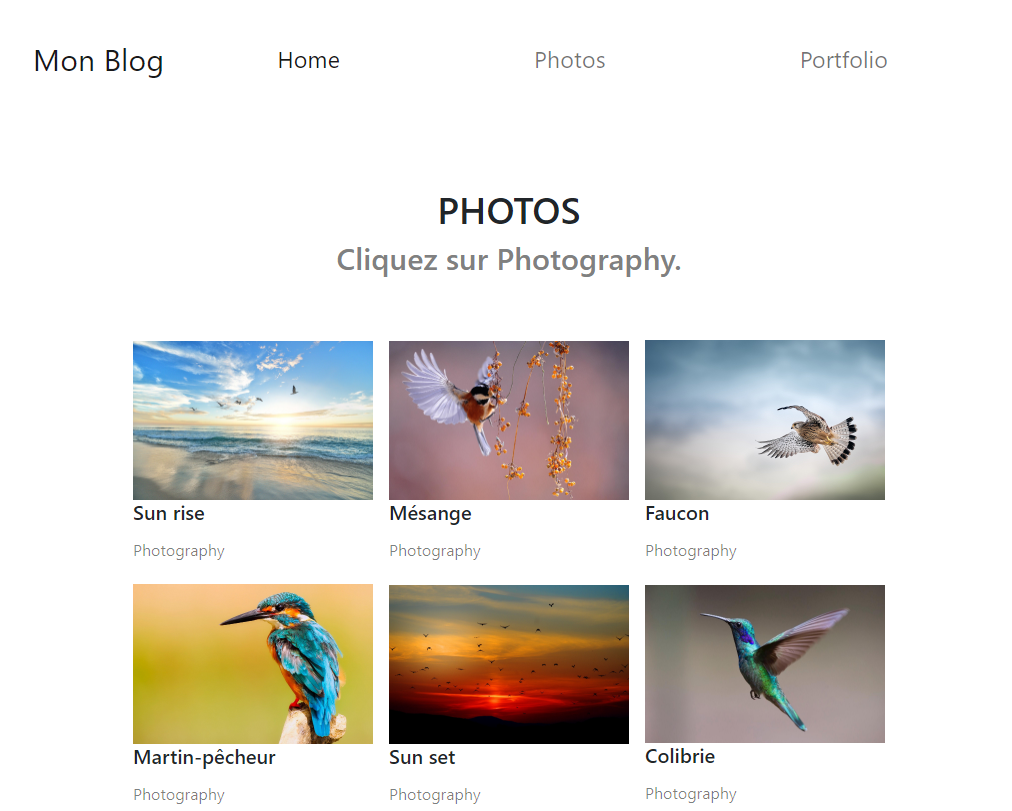 Mon Blog Home Photos Portfolio
PHOTOS
Cliquez sur Photography.
Sun rise Mésange Faucon
Photography Photography Photography
Martin-pêcheur Sun set Colibrie
Photography Photography Photography